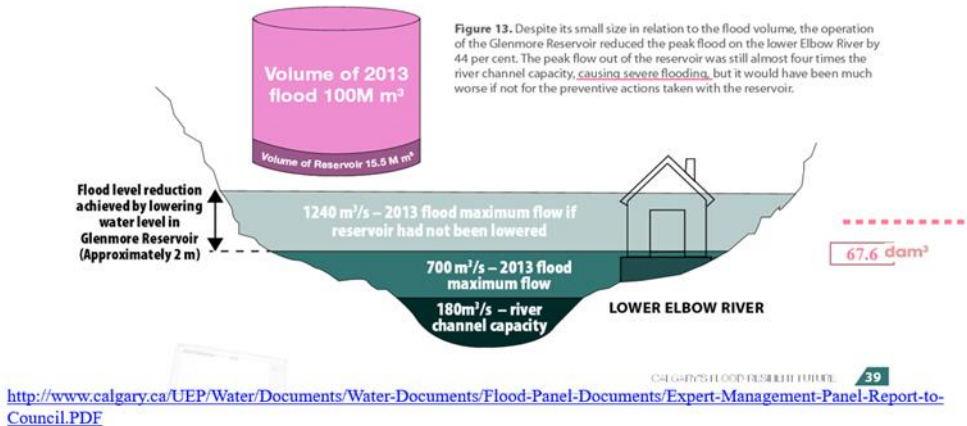 Figure 13. Despite its small size in relation to the flood volume, the operation
of the Glenmore Reservoir reduced the peak flood on the lower Elbow River by
44 per cent. The peak flow out of the reservoir was still almost four times the
river channel capacity, causing severe flooding, but it would have been much
worse if not for the preventive actions taken with the reservoir.
Volume of 2013
flood 100M m³
Volume of Reservoir 15.5 M m³
Flood level reduction
achieved by lowering
water level in
Glenmore Reservoir
(Approximately 2 m)
1240 m³/s – 2013 flood maximum flow if
reservoir had not been lowered
700 m³/s – 2013 flood
maximum flow
180m³/s – river
channel capacity
LOWER ELBOW RIVER
67.6 dam³
CALGARY'S FLOOD RESILIENT FUTURE 39
http://www.calgary.ca/UEP/Water/Documents/Water-Documents/Flood-Panel-Documents/Expert-Management-Panel-Report-to-
Council.PDF